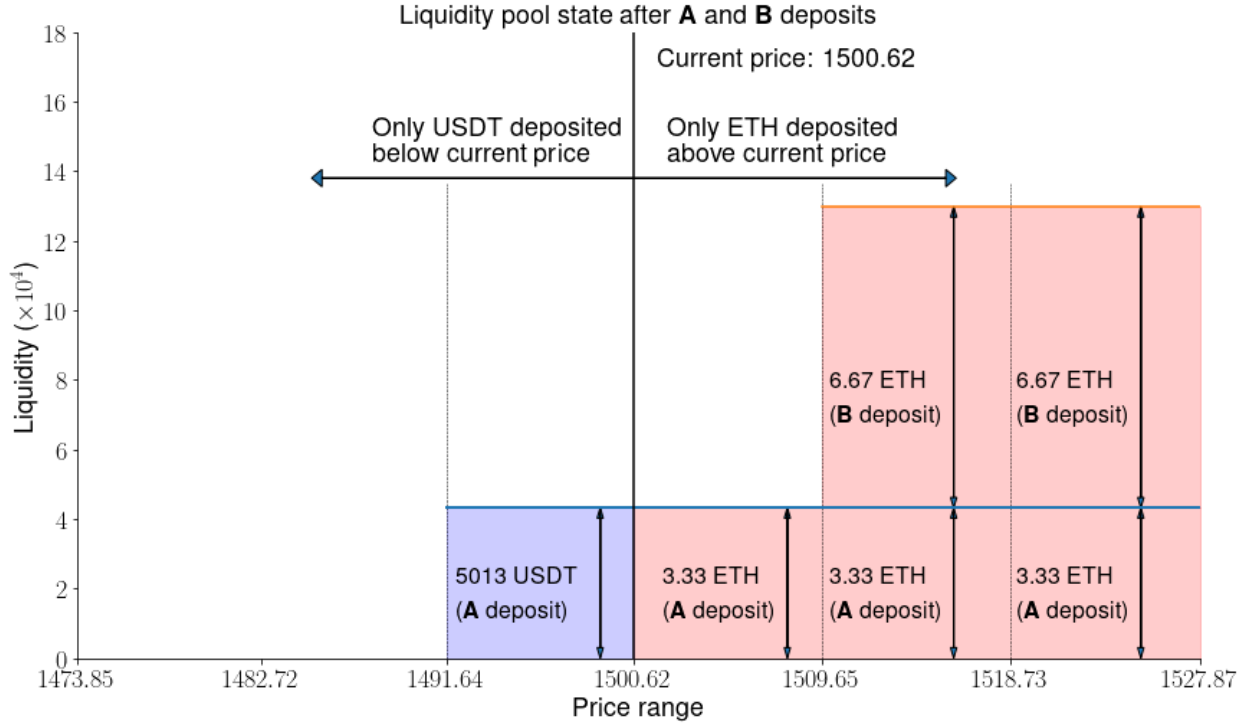 Liquidity pool state after A and B deposits
18
Current price: 1500.62
16
Only USDT deposited
below current price
Only ETH deposited
above current price
14
12
10
Liquidity (×10⁴)
8
6.67 ETH
(B deposit)
6.67 ETH
(B deposit)
6
4
5013 USDT
(A deposit)
3.33 ETH
(A deposit)
3.33 ETH
(A deposit)
3.33 ETH
(A deposit)
2
0
1473.85 1482.72 1491.64 1500.62 1509.65 1518.73 1527.87
Price range